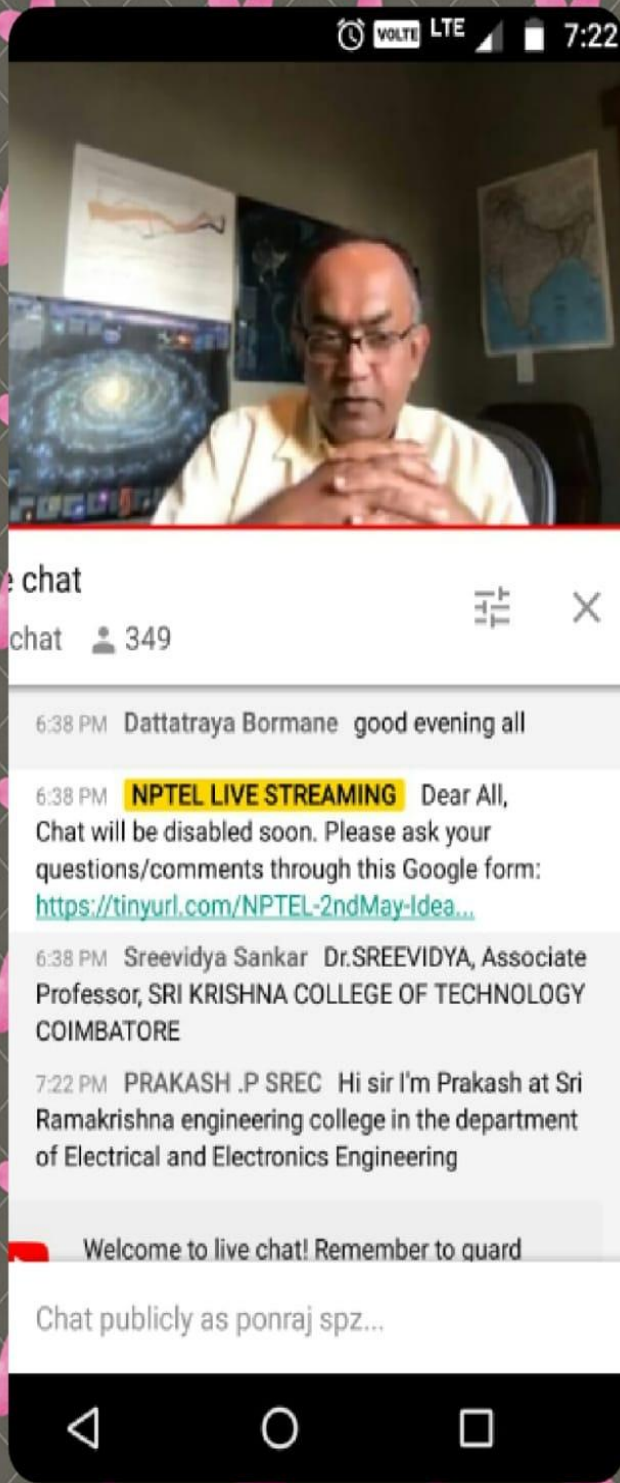 VOLTE LTE 7:22
e chat
chat 349
6:38 PM Dattatraya Bormane good evening all
6:38 PM NPTEL LIVE STREAMING Dear All,
Chat will be disabled soon. Please ask your
questions/comments through this Google form:
https://tinyurl.com/NPTEL-2ndMay-Idea...
6:38 PM Sreevidya Sankar Dr.SREEVIDYA, Associate
Professor, SRI KRISHNA COLLEGE OF TECHNOLOGY
COIMBATORE
7:22 PM PRAKASH .P SREC Hi sir I'm Prakash at Sri
Ramakrishna engineering college in the department
of Electrical and Electronics Engineering
Welcome to live chat! Remember to guard
Chat publicly as ponraj spz...